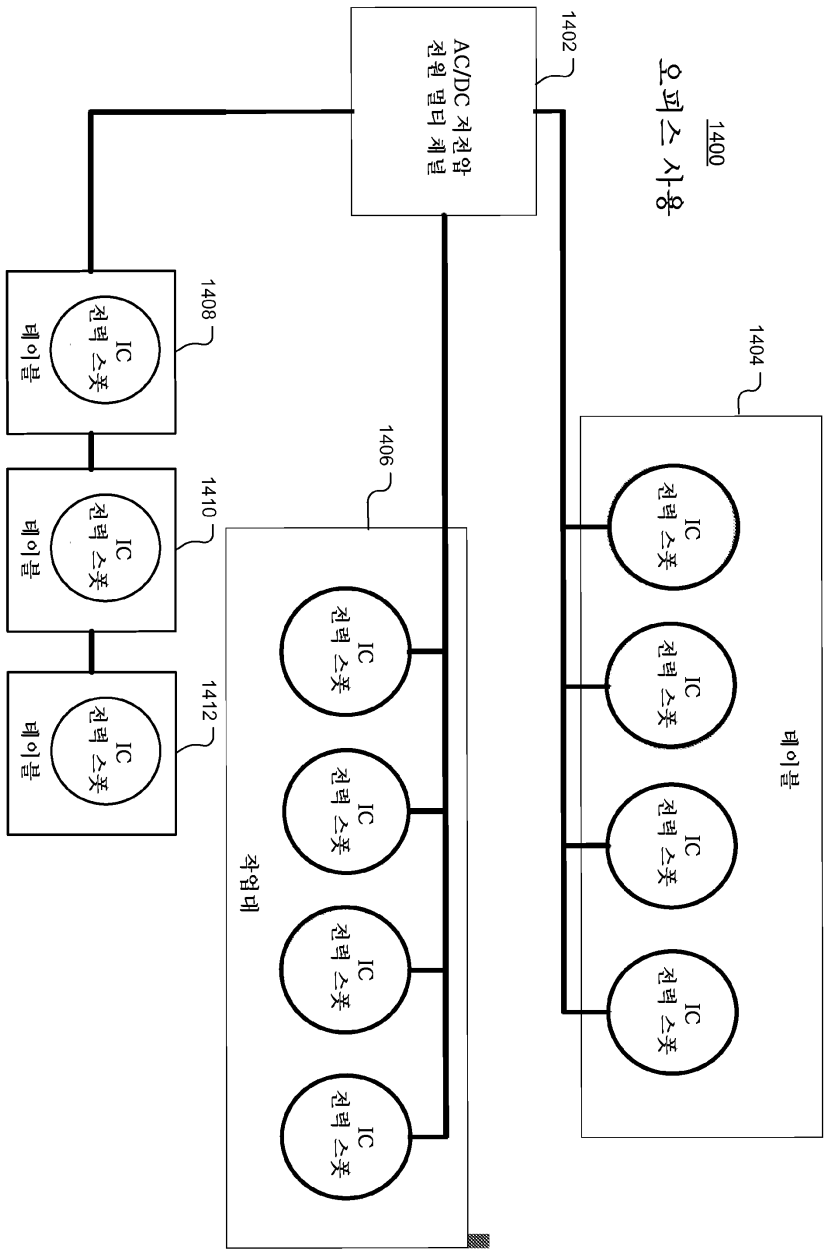 1400
오피스 사용
1404
테이블
IC
전력 스폿
IC
전력 스폿
IC
전력 스폿
IC
전력 스폿
1402
AC/DC 저전압
전원 멀티 채널
1406
IC
전력 스폿
IC
전력 스폿
IC
전력 스폿
IC
전력 스폿
작업대
1408
IC
전력 스폿
테이블
1410
IC
전력 스폿
테이블
1412
IC
전력 스폿
테이블